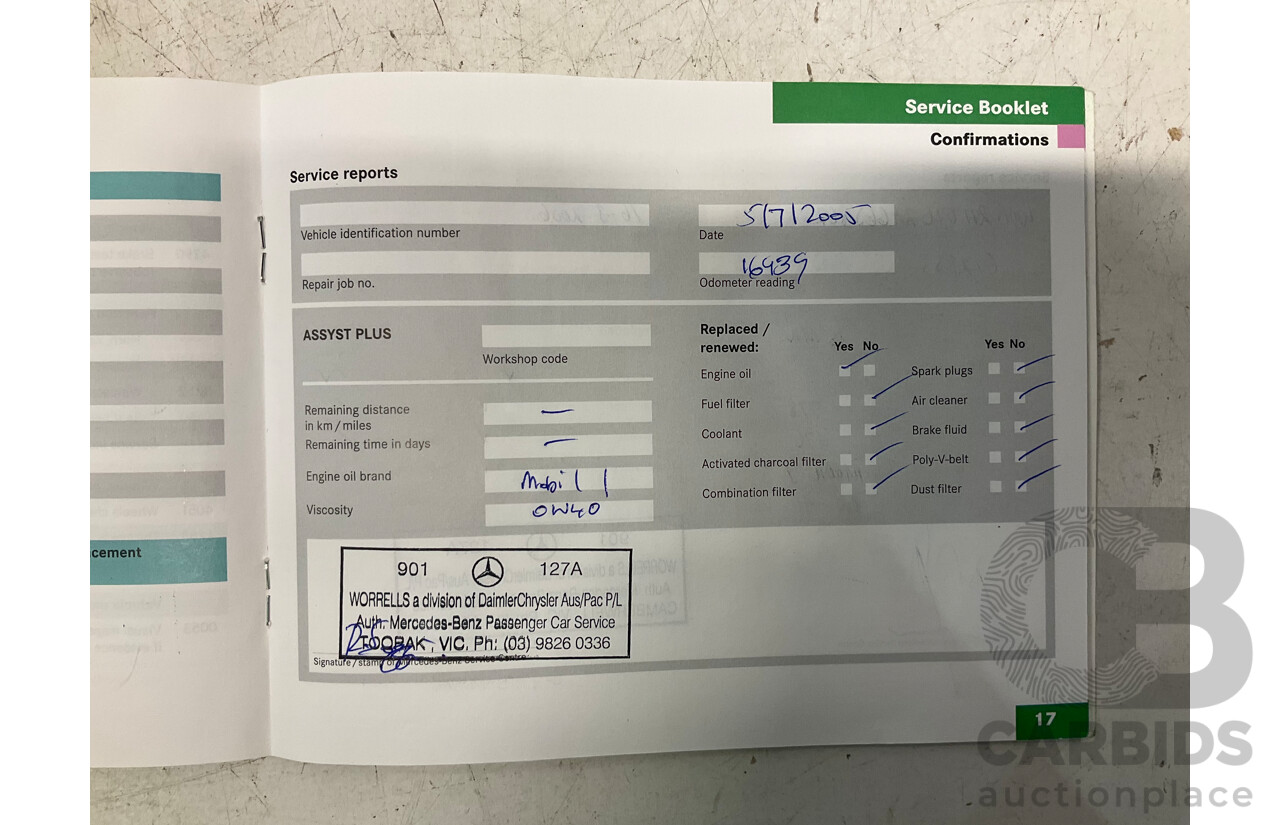 Service Booklet
Confirmations
Service reports
5/7/2005
Vehicle identification number
Date
16939
Repair job no.
Odometer reading
ASSYST PLUS
Workshop code
Replaced /
renewed:
Yes No
Yes No
Engine oil
Spark plugs
Fuel filter
Air cleaner
Coolant
Brake fluid
Activated charcoal filter
Poly-V-belt
Combination filter
Dust filter
Remaining distance
in km / miles
—
Remaining time in days
—
Engine oil brand
Mobil 1
Viscosity
0W40
cement
901 127A
WORRELLS a division of DaimlerChrysler Aus/Pac P/L
Auth. Mercedes-Benz Passenger Car Service
TOORAK, VIC. Ph: (03) 9826 0336
Signature / stamp of Mercedes-Benz Service Centre
17
CARBIDS
auctionplace